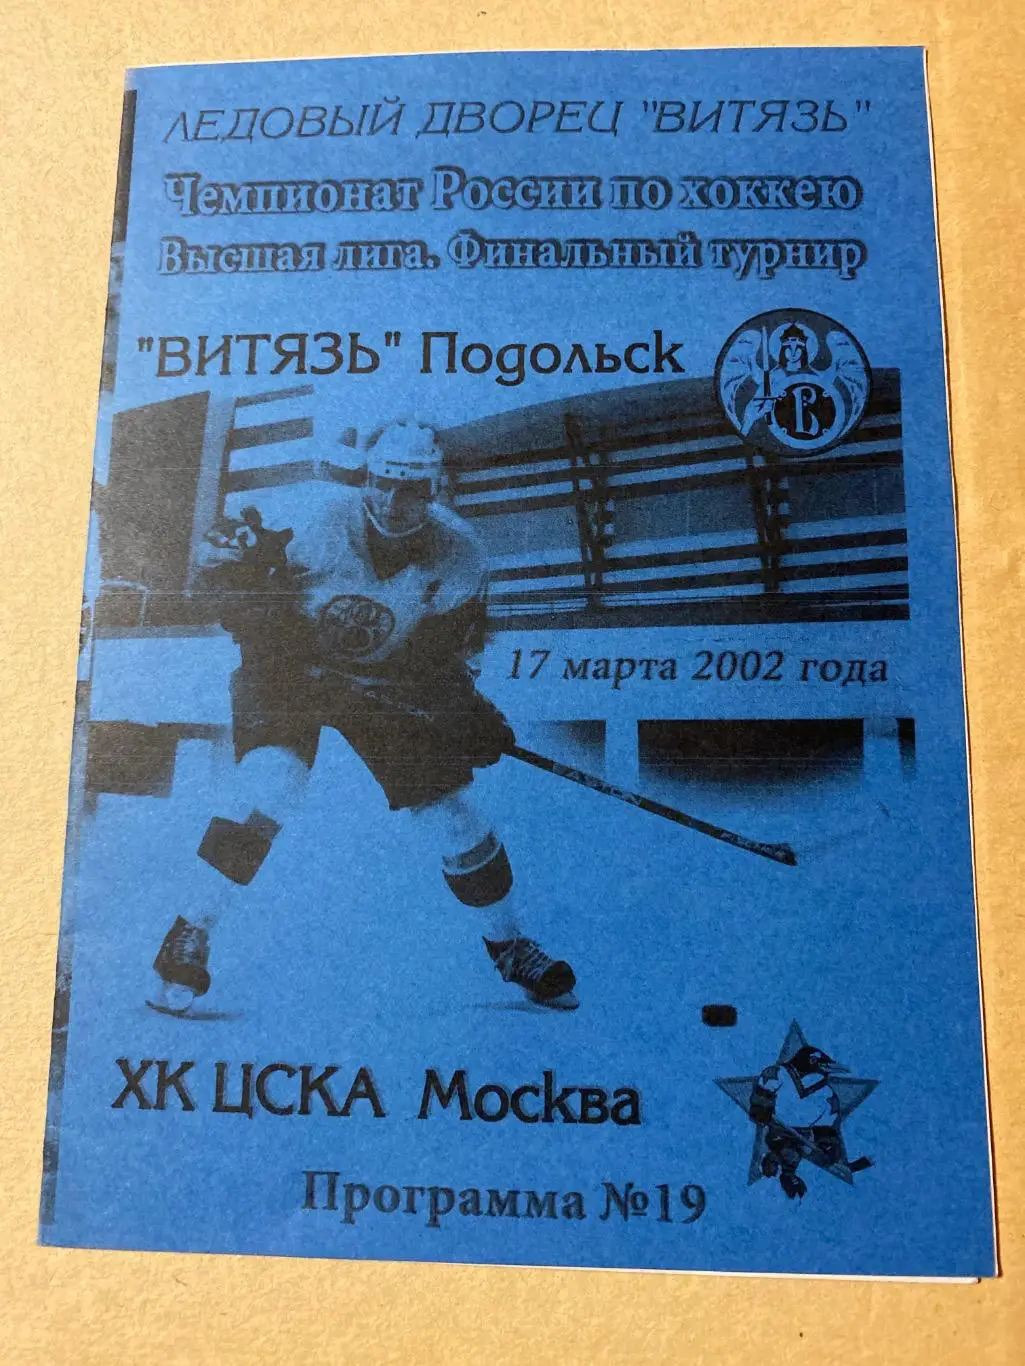 ЛЕДОВЫЙ ДВОРЕЦ "ВИТЯЗЬ"
Чемпионат России по хоккею
Высшая лига. Финальный турнир
"ВИТЯЗЬ" Подольск
В
17 марта 2002 года
EASTON
ХК ЦСКА Москва
Программа №19